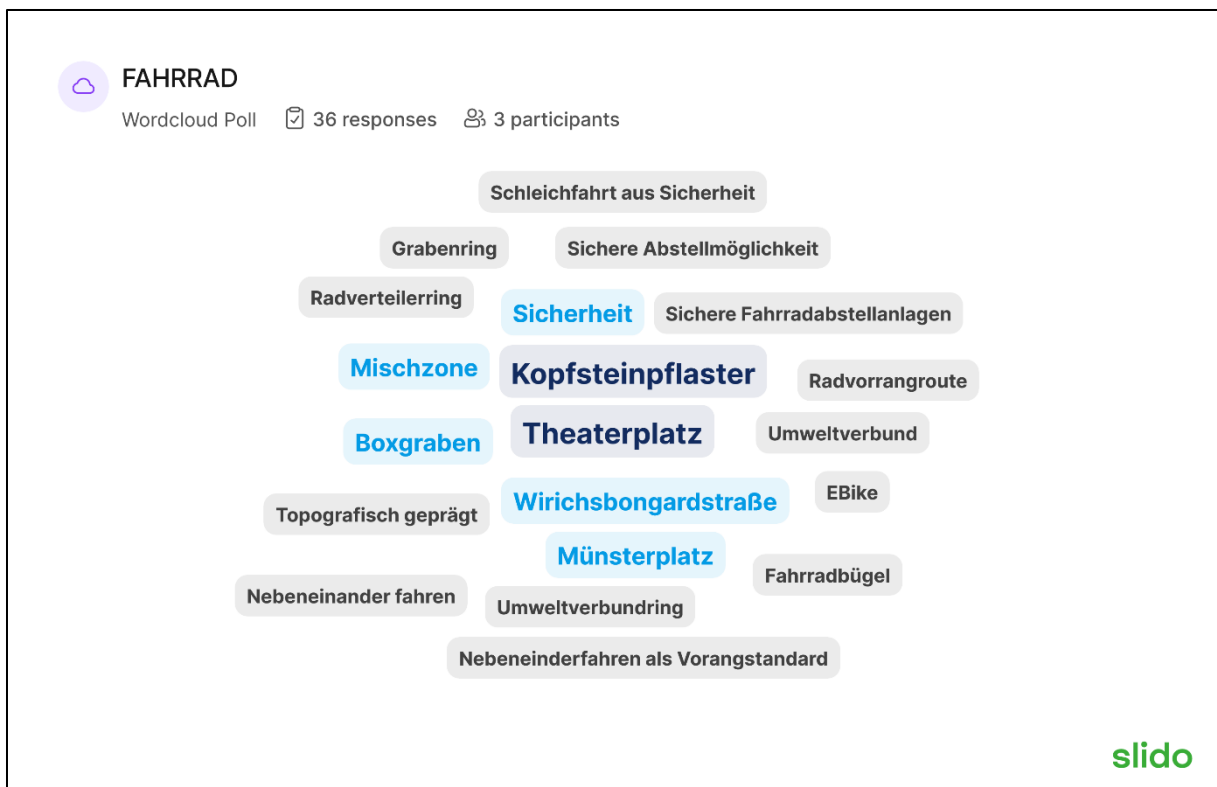 FAHRRAD
Wordcloud Poll 36 responses 3 participants
Schleichfahrt aus Sicherheit
Grabenring Sichere Abstellmöglichkeit
Radverteilerring Sicherheit Sichere Fahrradabstellanlagen
Mischzone Kopfsteinpflaster Radvorrangroute
Boxgraben Theaterplatz Umweltverbund
Topografisch geprägt Wirichsbongardstraße EBike
Münsterplatz Fahrradbügel
Nebeneinander fahren Umweltverbundring
Nebeneinderfahren als Vorangstandard
slido